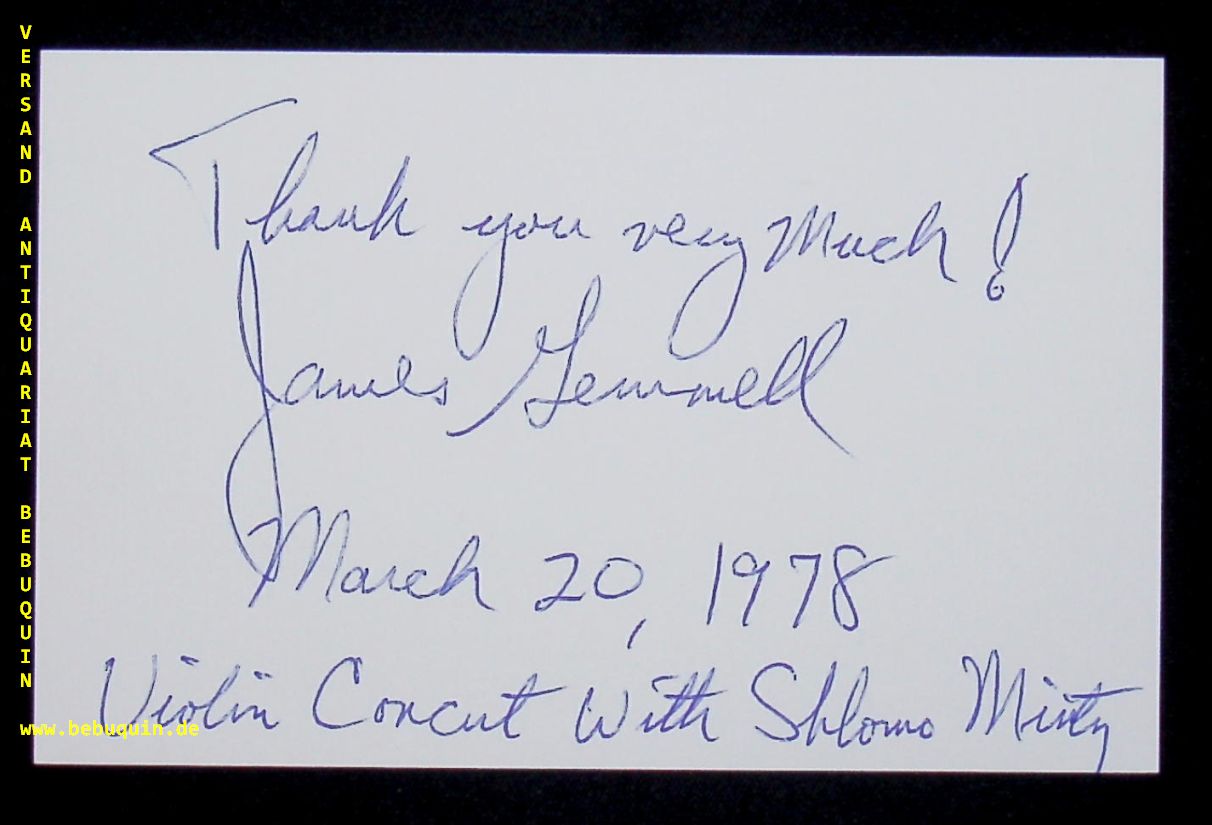 VERSAND ANTIQUARIAT BEBUQUIN
Thank you very Much!
James Gemmell
March 20, 1978
Violin Concert With Shlomo Minty
www.bebuquin.de